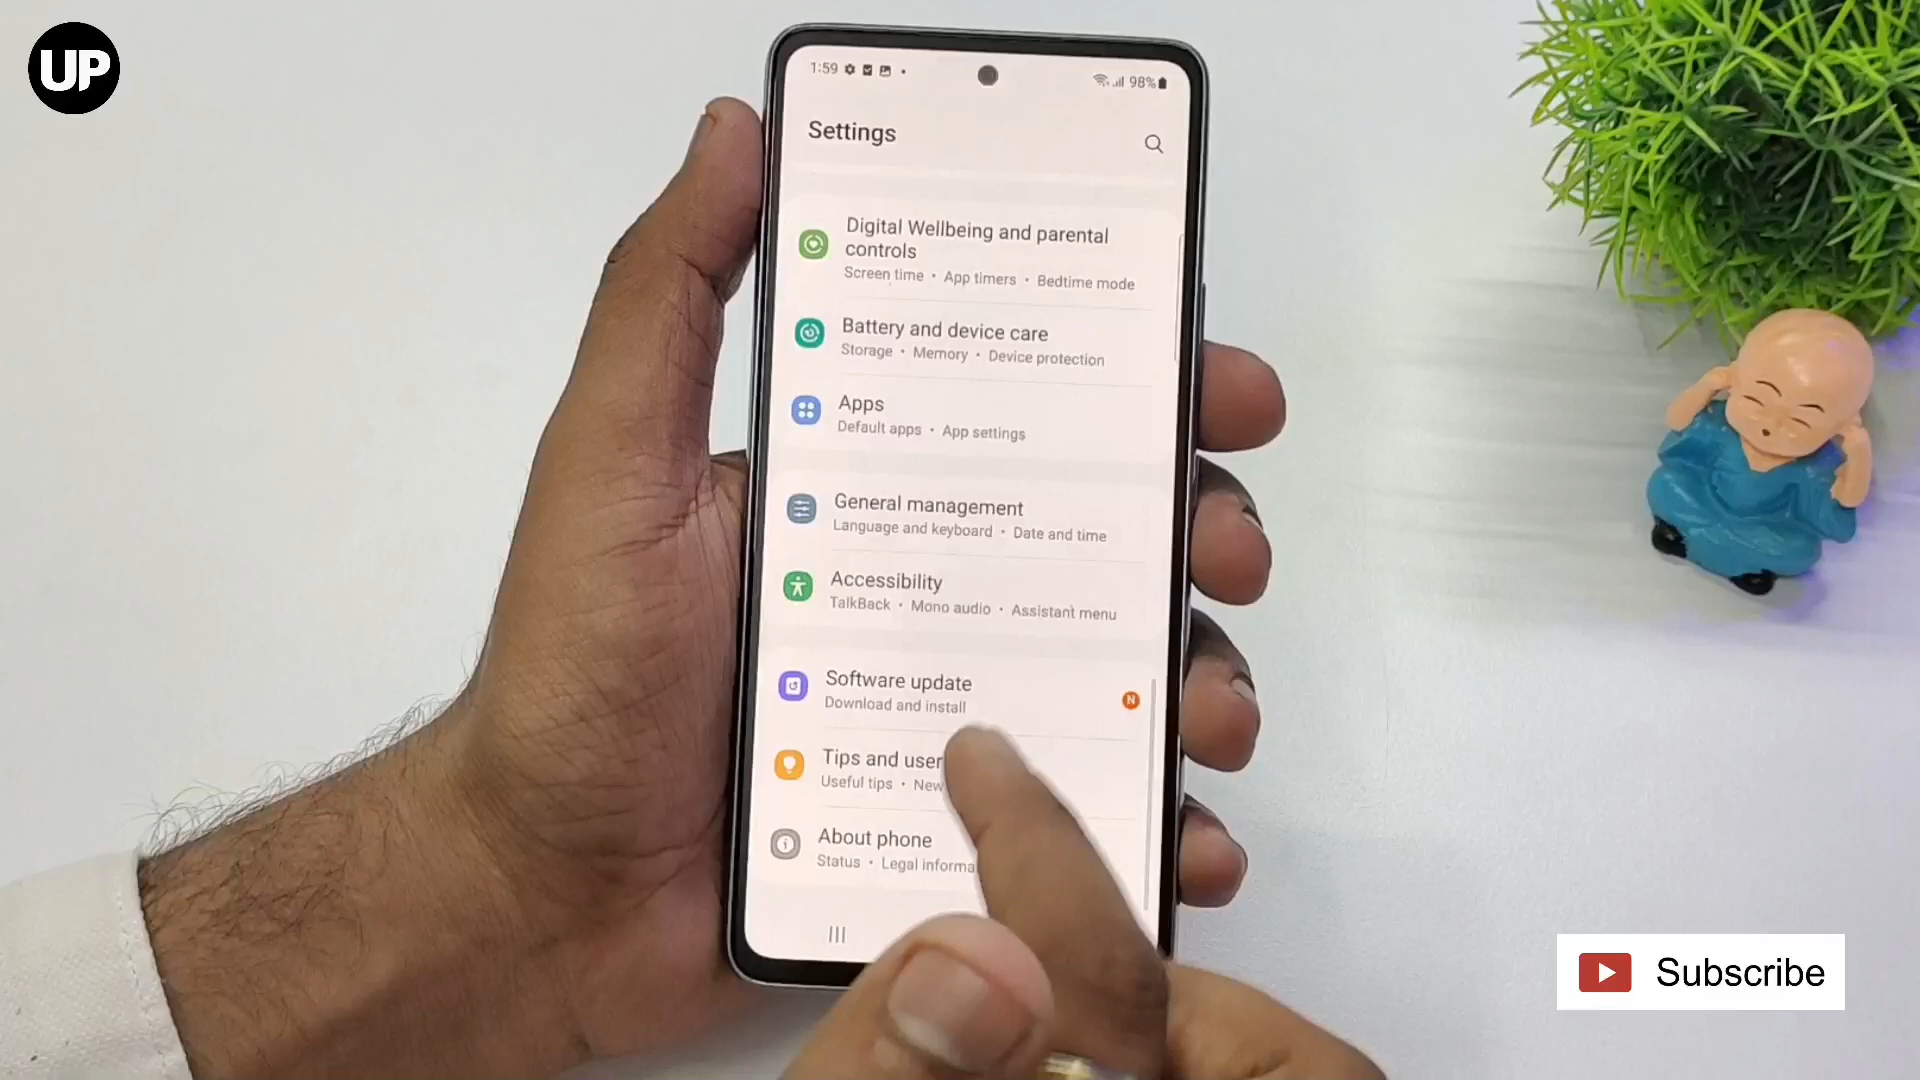 UP
1:59
98%
Settings
Digital Wellbeing and parental
controls
Screen time • App timers • Bedtime mode
Battery and device care
Storage • Memory • Device protection
Apps
Default apps • App settings
General management
Language and keyboard • Date and time
Accessibility
TalkBack • Mono audio • Assistant menu
Software update
Download and install
N
Tips and user
Useful tips • New
About phone
Status • Legal informa
Subscribe